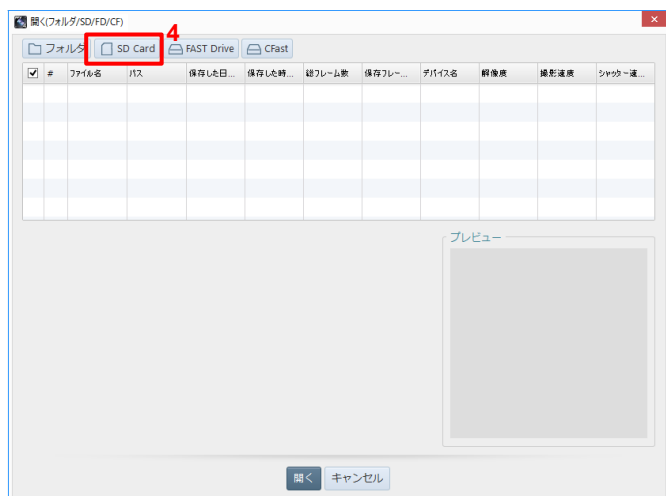 開く(フォルダ/SD/FD/CF)
4
フォルダ SD Card FAST Drive CFast
# ファイル名 パス 保存した日... 保存した時... 総フレーム数 保存フレー... デバイス名 解像度 撮影速度 シャッター速...
プレビュー
開く キャンセル